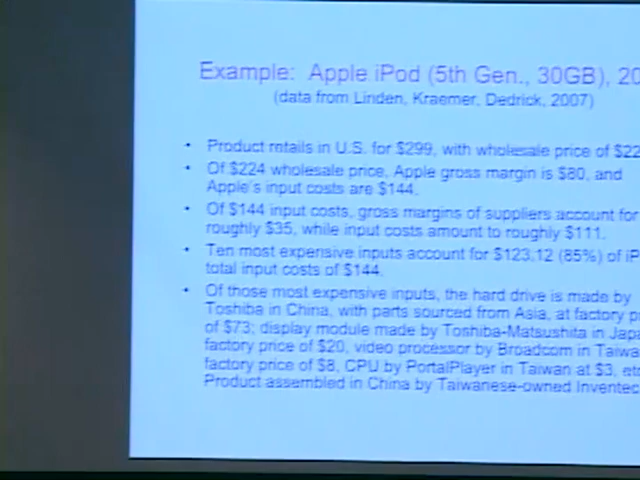 Example: Apple iPod (5th Gen., 30GB), 20
(data from Linden, Kraemer, Dedrick, 2007)
• Product retails in U.S. for $299, with wholesale price of $22
• Of $224 wholesale price, Apple gross margin is $80, and
Apple's input costs are $144.
• Of $144 input costs, gross margins of suppliers account for
roughly $35, while input costs amount to roughly $111.
• Ten most expensive inputs account for $123.12 (85%) of iP
total input costs of $144.
• Of those most expensive inputs, the hard drive is made by
Toshiba in China, with parts sourced from Asia, at factory p
of $73; display module made by Toshiba-Matsushita in Japa
factory price of $20, video processor by Broadcom in Taiwa
factory price of $8, CPU by PortalPlayer in Taiwan at $3, et
Product assembled in China by Taiwanese-owned Inventec